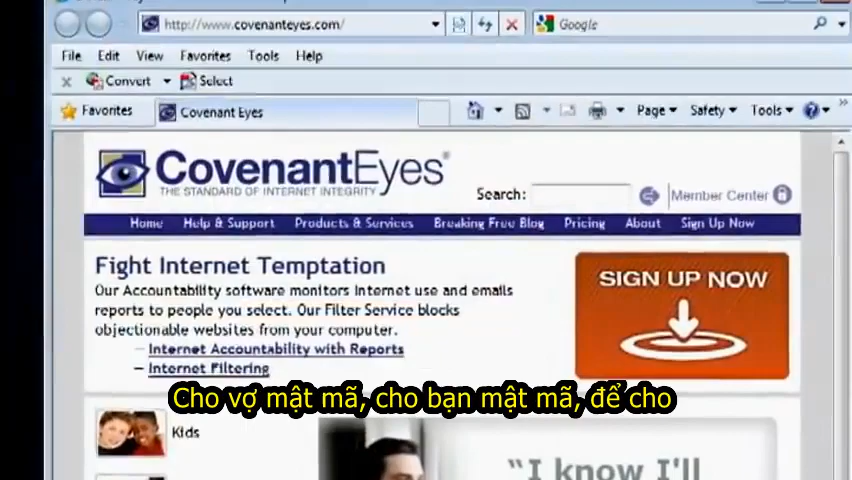 http://www.covenanteyes.com/
Google
File Edit View Favorites Tools Help
Convert Select
Favorites Covenant Eyes Page Safety Tools
CovenantEyes®
THE STANDARD OF INTERNET INTEGRITY
Search: Member Center
Home Help & Support Products & Services Breaking Free Blog Pricing About Sign Up Now
Fight Internet Temptation
Our Accountability software monitors Internet use and emails
reports to people you select. Our Filter Service blocks
objectionable websites from your computer.
Internet Accountability with Reports
Internet Filtering
SIGN UP NOW
Cho vợ mật mã, cho bạn mật mã, để cho
Kids
“I know I'll